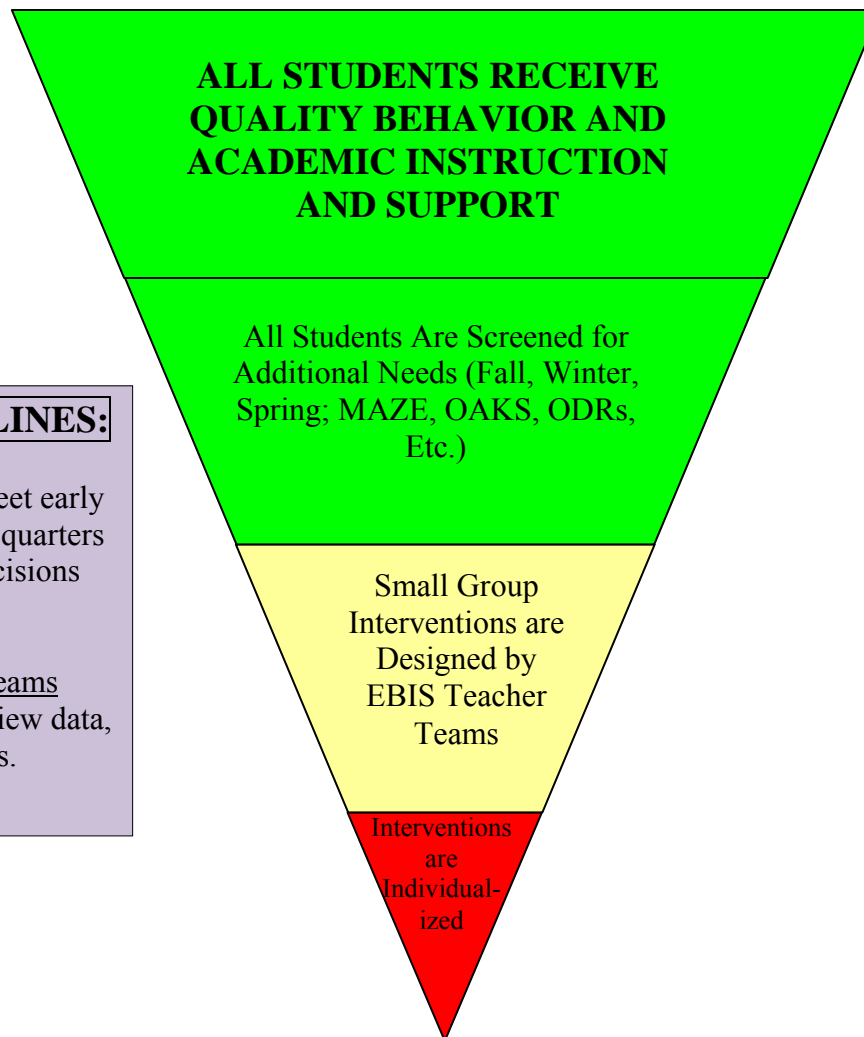 ALL STUDENTS RECEIVE
QUALITY BEHAVIOR AND
ACADEMIC INSTRUCTION
AND SUPPORT
All Students Are Screened for
Additional Needs (Fall, Winter,
Spring; MAZE, OAKS, ODRs,
Etc.)
LINES:
eet early
quarters
cisions
eams
iew data,
s.
Small Group
Interventions are
Designed by
EBIS Teacher
Teams
Interventions
are
Individual-
ized